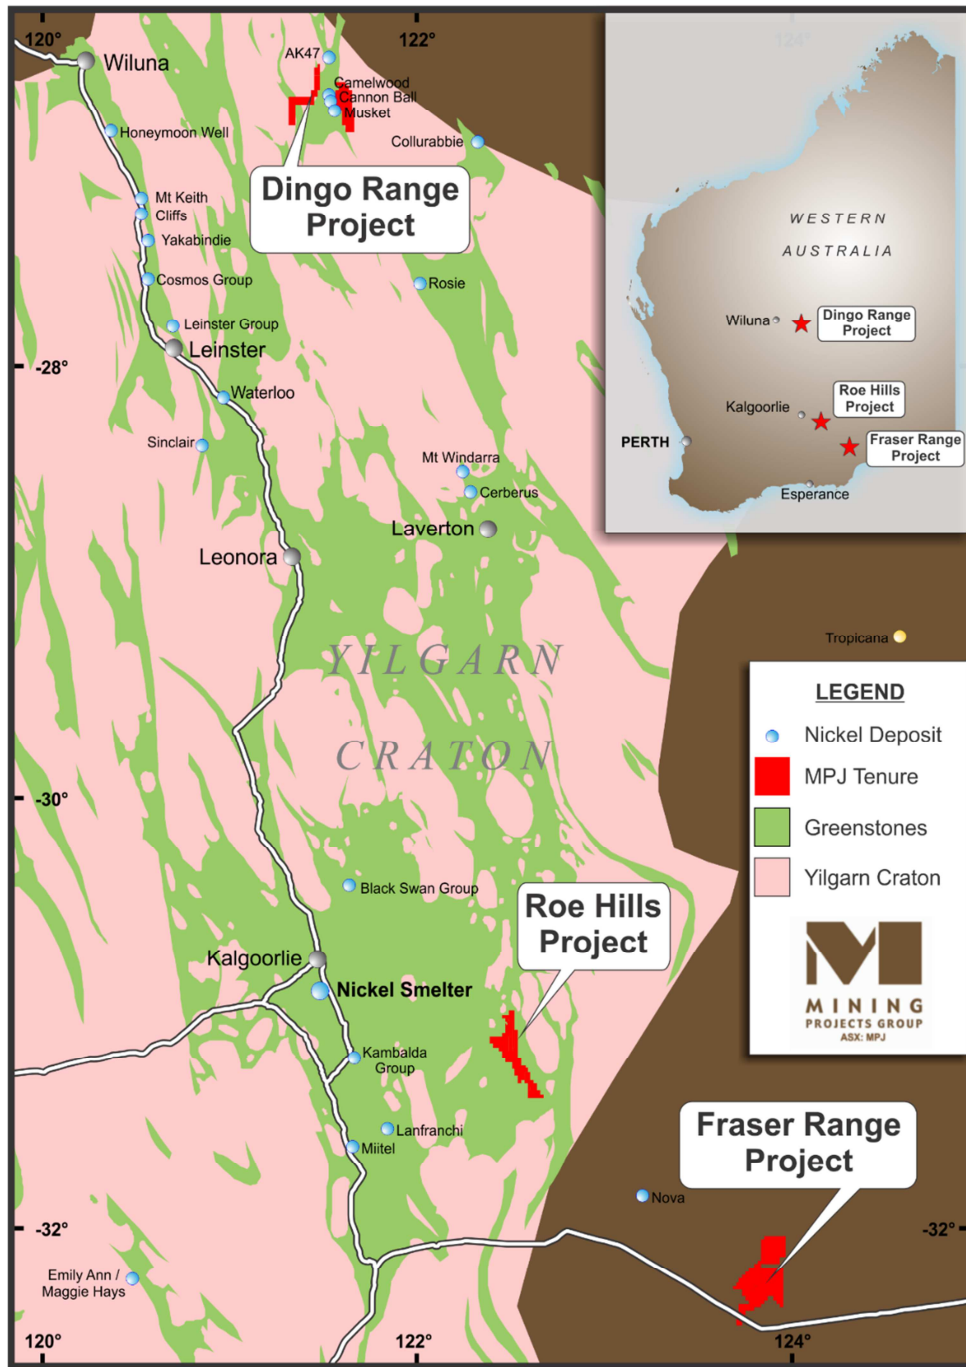 120°
122°
124°
Wiluna
AK47
Camelwood
Cannon Ball
Musket
Honeymoon Well
Collurabbie
Dingo Range
Project
Mt Keith
Cliffs
Yakabindie
Cosmos Group
Rosie
Leinster Group
Leinster
-28°
Waterloo
Sinclair
Mt Windarra
Cerberus
Laverton
Leonora
YILGARN
CRATON
-30°
Black Swan Group
Roe Hills
Project
Kalgoorlie
Nickel Smelter
Kambalda
Group
Lanfranchi
Miitel
Fraser Range
Project
Nova
-32°
-32°
Emily Ann /
Maggie Hays
120°
122°
124°
WESTERN
AUSTRALIA
Wiluna
Dingo Range
Project
Roe Hills
Project
Kalgoorlie
PERTH
Fraser Range
Project
Esperance
Tropicana
LEGEND
Nickel Deposit
MPJ Tenure
Greenstones
Yilgarn Craton
M
MINING
PROJECTS GROUP
ASX: MPJ